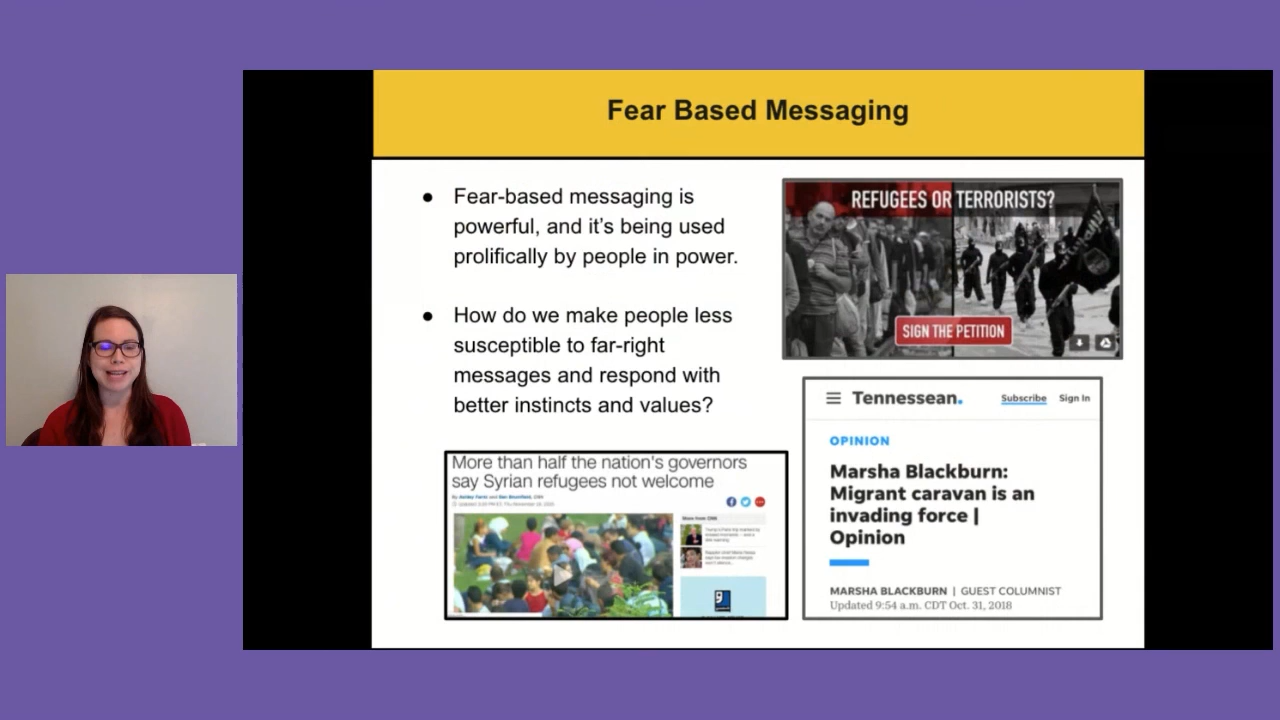 Fear Based Messaging
● Fear-based messaging is
powerful, and it's being used
prolifically by people in power.
● How do we make people less
susceptible to far-right
messages and respond with
better instincts and values?
REFUGEES OR TERRORISTS?
SIGN THE PETITION
More than half the nation's governors
say Syrian refugees not welcome
More from CNN
Tennessean.
Subscribe
Sign In
OPINION
Marsha Blackburn:
Migrant caravan is an
invading force |
Opinion
MARSHA BLACKBURN | GUEST COLUMNIST
Updated 9:54 a.m. CDT Oct. 31, 2018